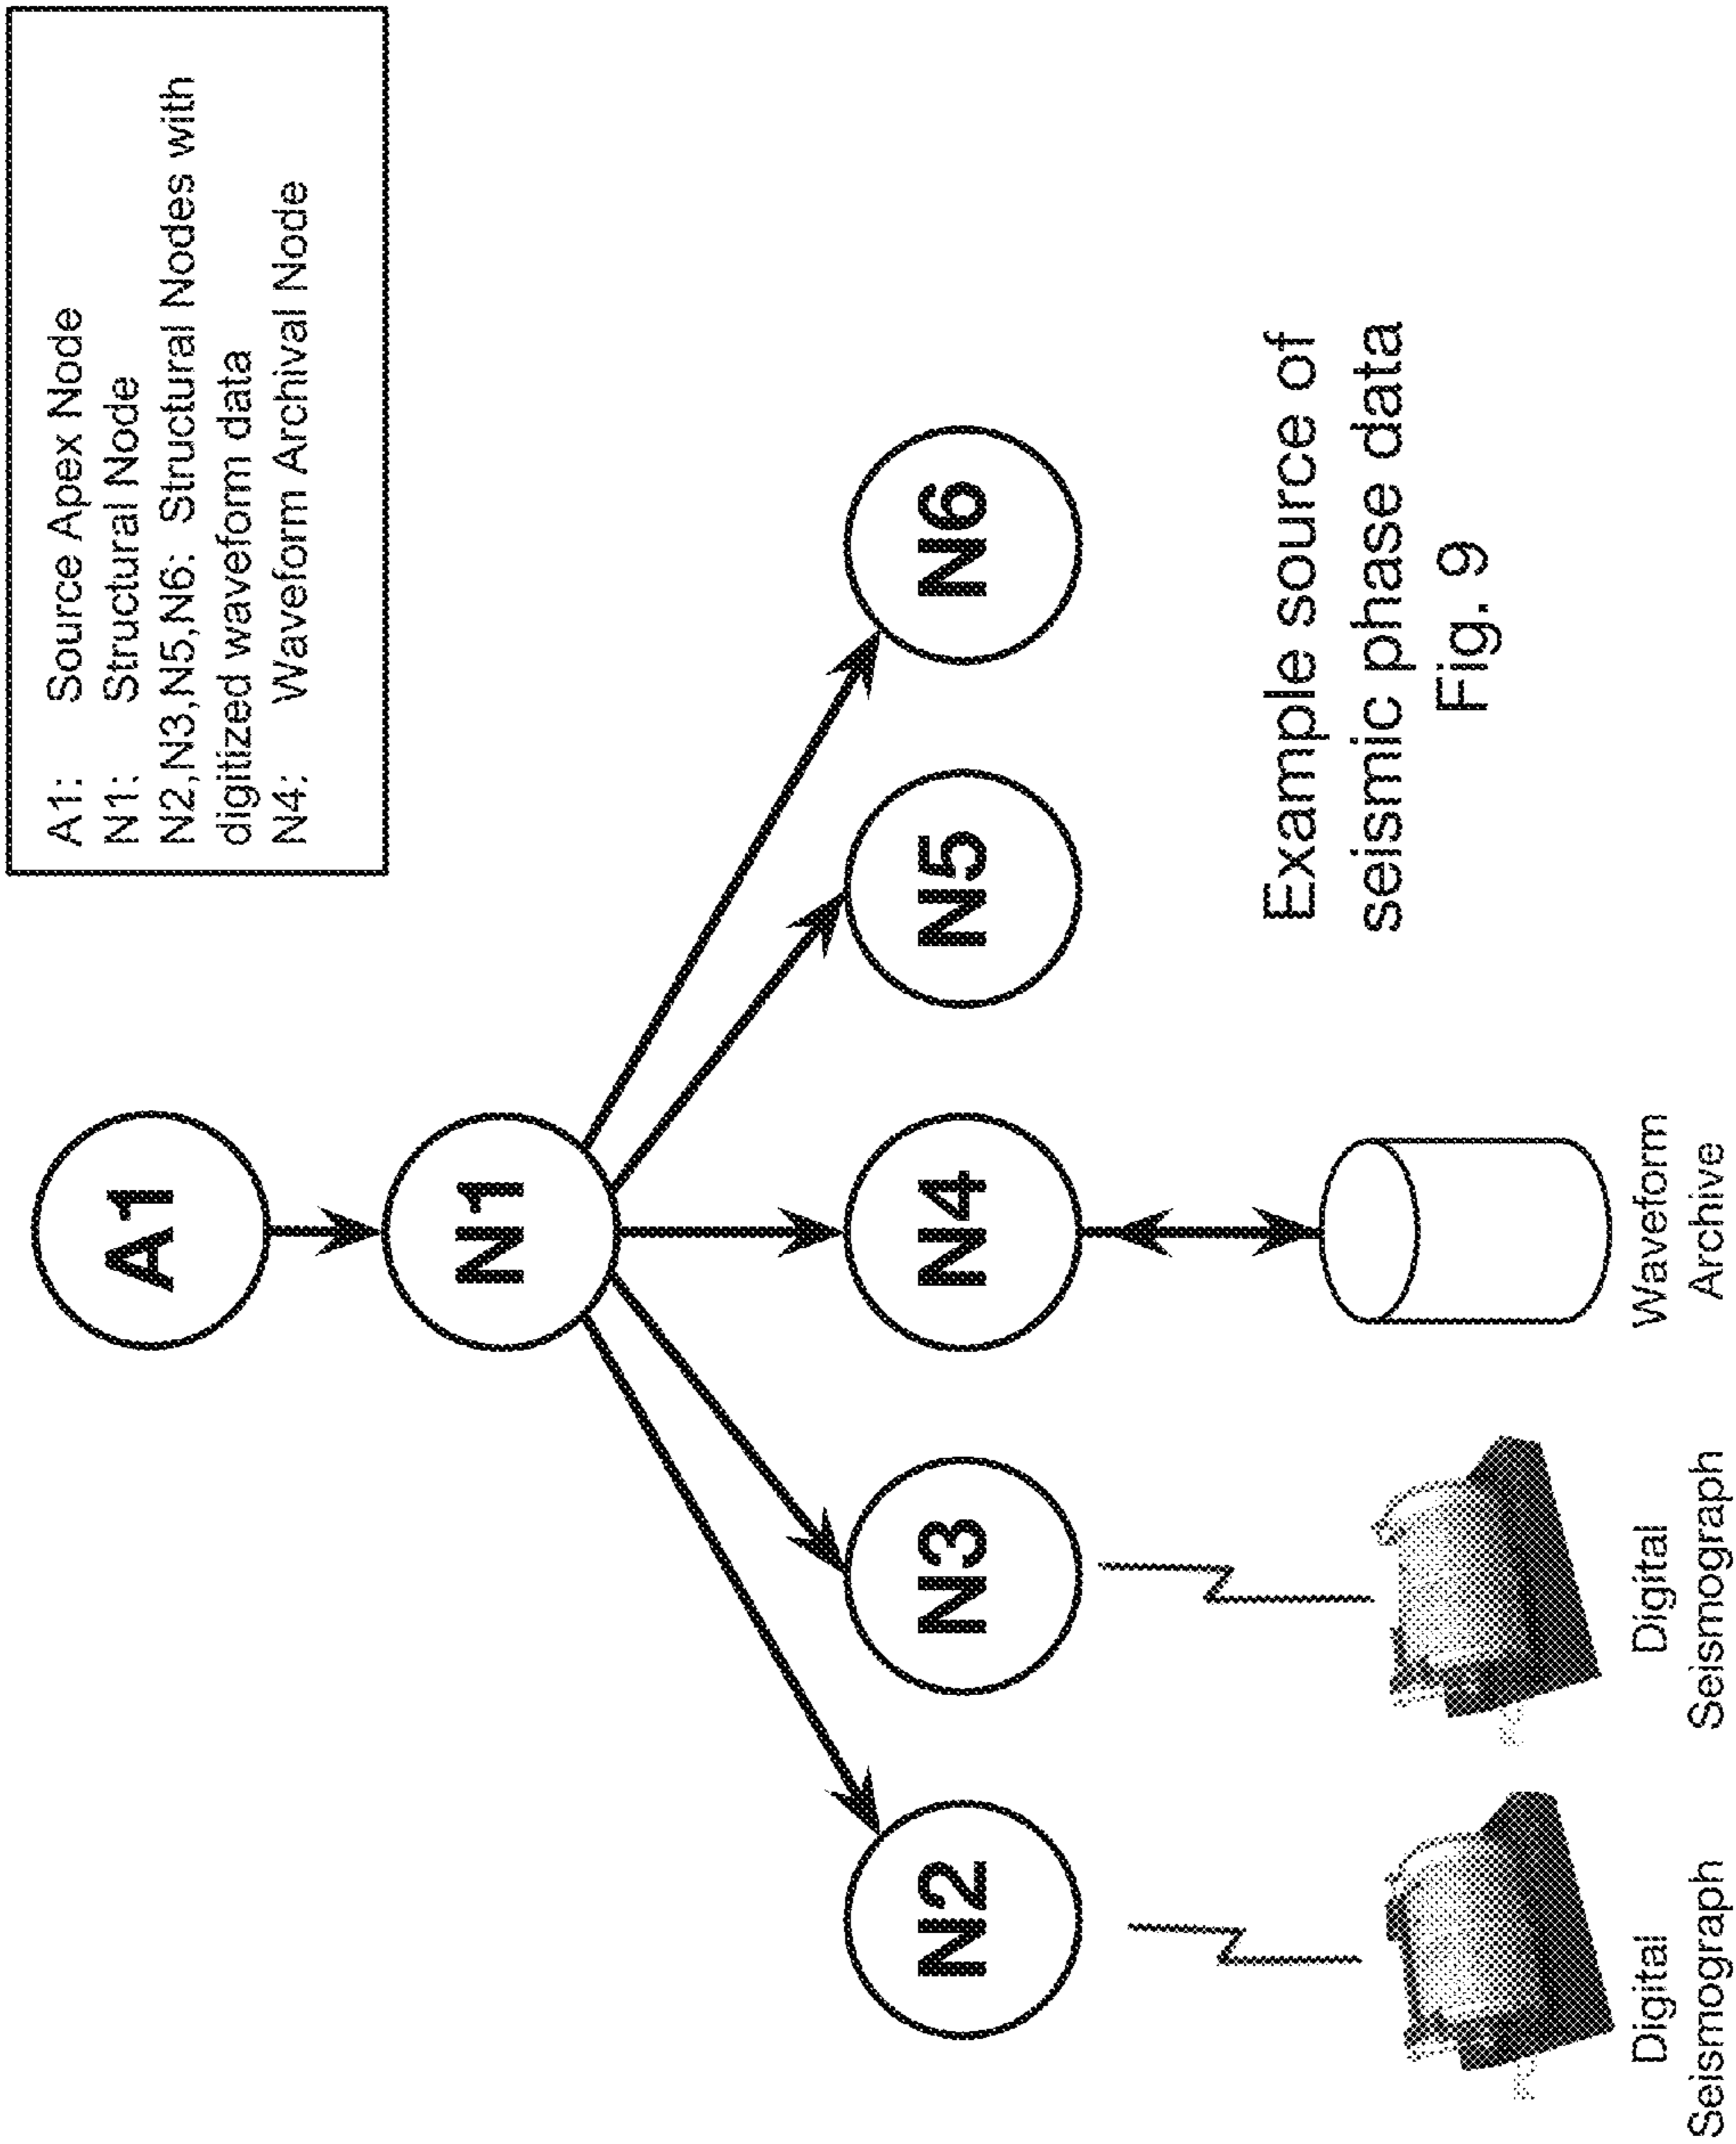 A1: Source Apex Node
N1: Structural Node
N2,N3,N5,N6: Structural Nodes with
digitized waveform data
N4: Waveform Archival Node
A1
N1
N2
N3
N4
N5
N6
Digital
Seismograph
Digital
Seismograph
Waveform
Archive
Example source of
seismic phase data
Fig. 9